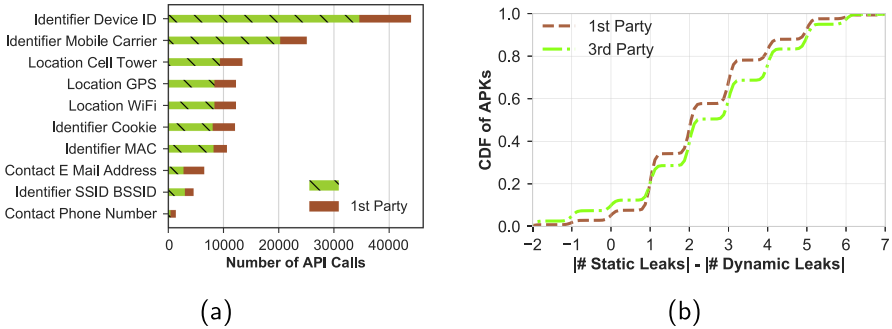 Identifier Device ID
Identifier Mobile Carrier
Location Cell Tower
Location GPS
Location WiFi
Identifier Cookie
Identifier MAC
Contact E Mail Address
Identifier SSID BSSID
Contact Phone Number
1st Party
0 10000 20000 30000 40000
Number of API Calls
(a)
1st Party
3rd Party
CDF of APKs
1.0
0.8
0.6
0.4
0.2
0.0
−2 −1 0 1 2 3 4 5 6 7
|# Static Leaks| - |# Dynamic Leaks|
(b)